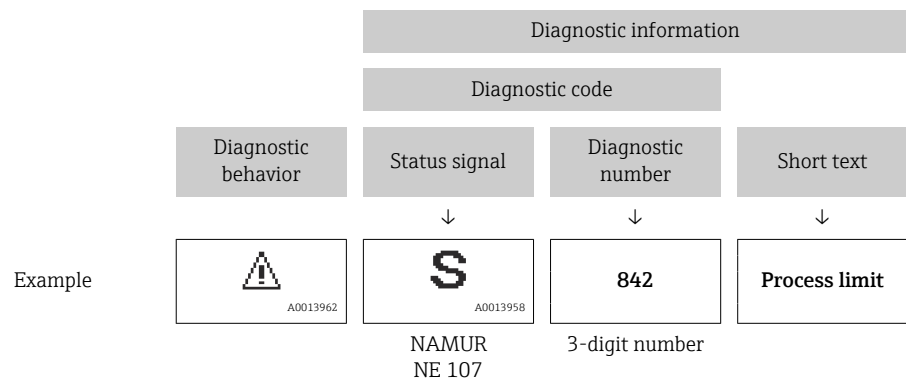 Diagnostic information
Diagnostic code
Diagnostic
behavior
Status signal
Diagnostic
number
Short text
↓ ↓ ↓
Example
A0013962
S
A0013958
842
Process limit
NAMUR
NE 107
3-digit number